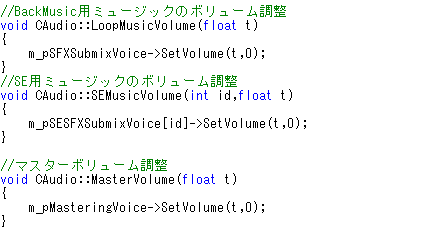 //BackMusic用ミュージックのボリューム調整
void CAudio::LoopMusicVolume(float t)
{
    m_pSFXSubmixVoice->SetVolume(t,0);
}
//SE用ミュージックのボリューム調整
void CAudio::SEMusicVolume(int id,float t)
{
    m_pSESFXSubmixVoice[id]->SetVolume(t,0);
}

//マスターボリューム調整
void CAudio::MasterVolume(float t)
{
    m_pMasteringVoice->SetVolume(t,0);
}